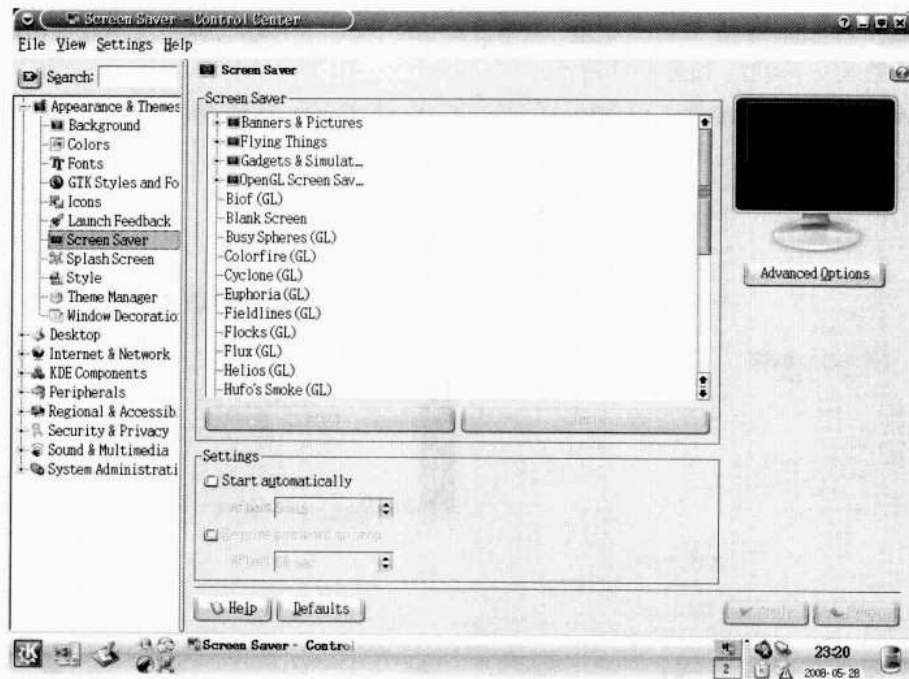 Screen Saver - Control Center
File View Settings Help
Search:
Appearance & Themes
Background
Colors
Fonts
GTK Styles and Fo
Icons
Launch Feedback
Screen Saver
Splash Screen
Style
Theme Manager
Window Decoratio
Desktop
Internet & Network
KDE Components
Peripherals
Regional & Accessib
Security & Privacy
Sound & Multimedia
System Administrati
Screen Saver
Screen Saver
Banners & Pictures
Flying Things
Gadgets & Simulat…
OpenGL Screen Sav…
Biof (GL)
Blank Screen
Busy Spheres (GL)
Colorfire (GL)
Cyclone (GL)
Euphoria (GL)
Fieldlines (GL)
Flocks (GL)
Flux (GL)
Helios (GL)
Hufo's Smoke (GL)
Advanced Options
Settings
Start automatically
Require password to stop
Help
Defaults
Screen Saver - Control
2
23:20
2008-05-28